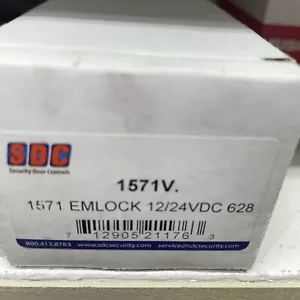 SDC
Security Door Controls
1571V.
1571 EMLOCK 12/24VDC 628
7 12905 21176 3
800.413.8783 www.sdcsecurity.com service@sdcsecurity.com